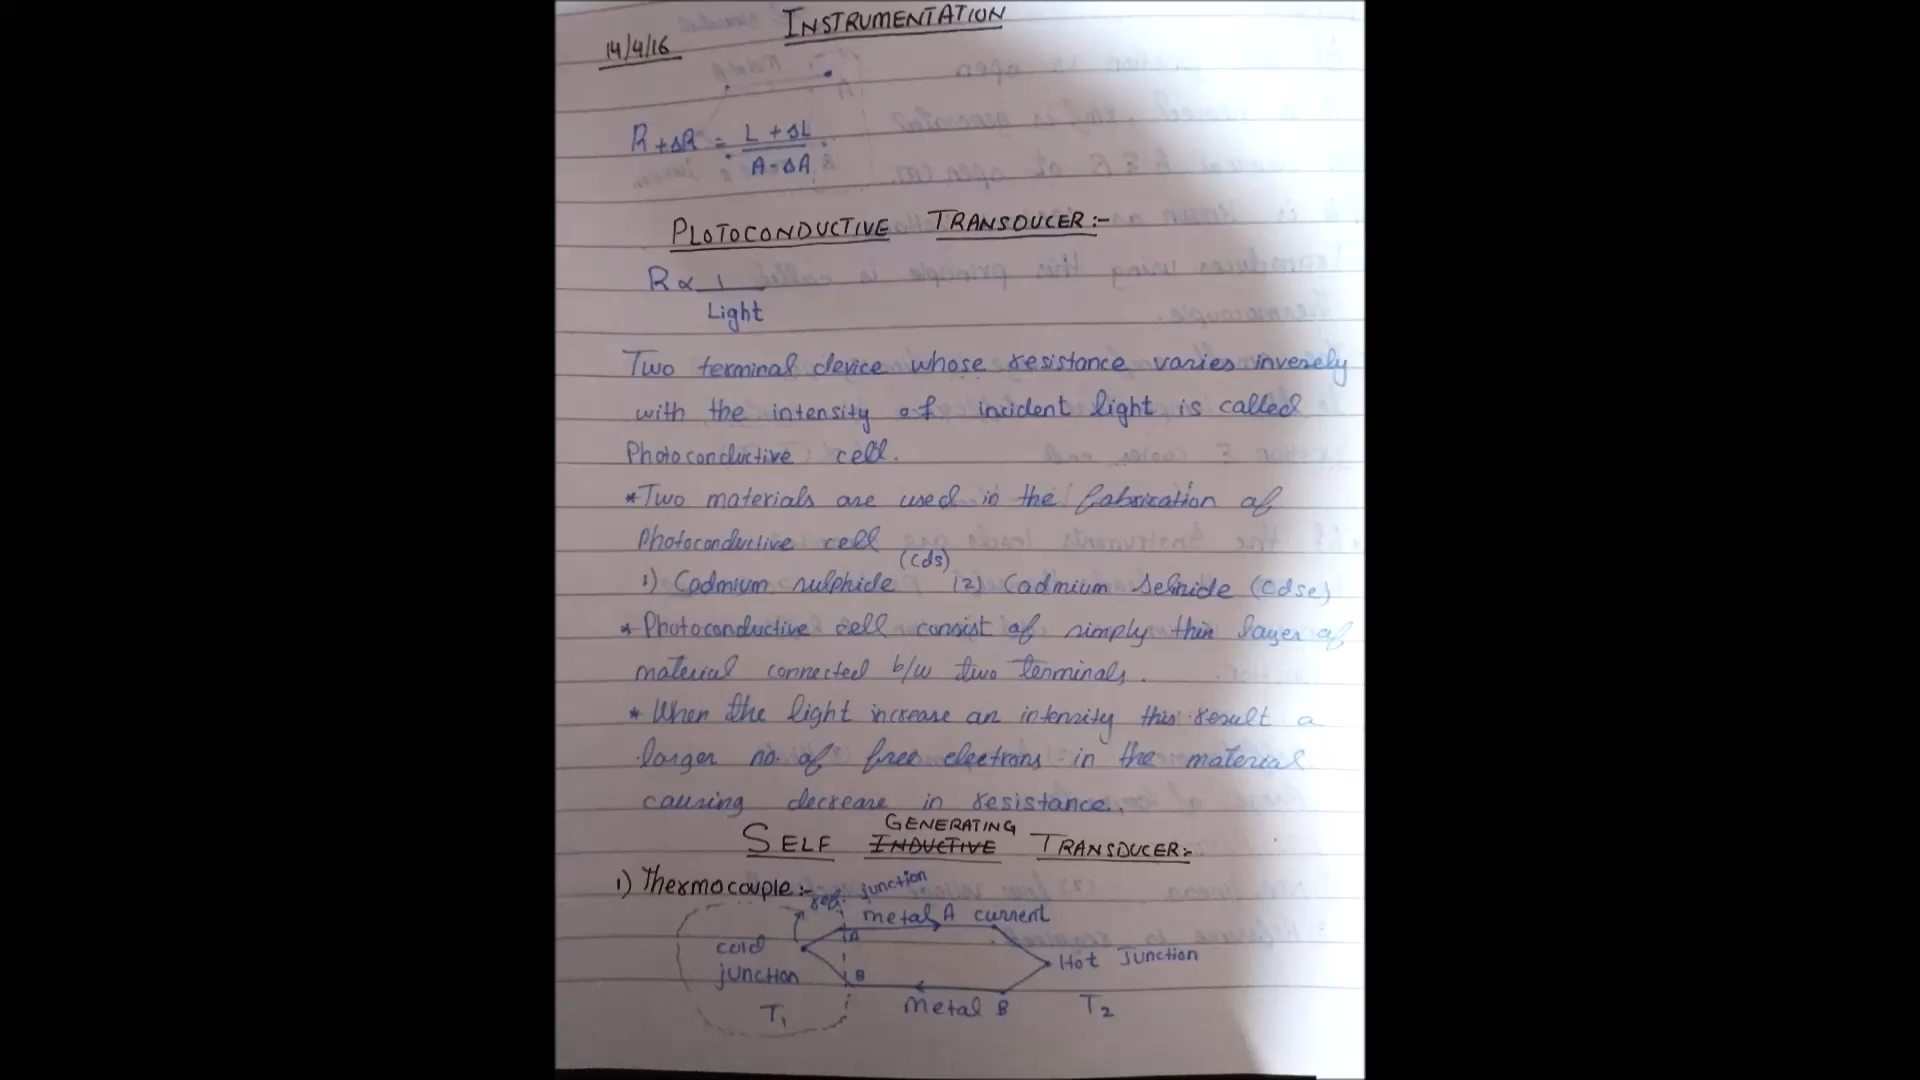 INSTRUMENTATION
14/4/16
R+ΔR = L + ΔL
A-ΔA
PLOTOCONDUCTIVE TRANSDUCER:-
R ∝ 1
Light
Two terminal device whose resistance varies inversely
with the intensity of incident light is called
Photoconductive cell.
*Two materials are used in the fabrication of
Photoconductive cell
1) Cadmium sulphide (Cds) (2) Cadmium Selnide (Cdse)
* Photoconductive cell consist of simply thin layer of
material connected b/w two terminals.
* When the light increase an intensity this result a
larger no. of free electrons in the material
causing decrease in resistance.
SELF INDUCTIVE GENERATING TRANSDUCER:-
1) Thermocouple:-
junction
metal A current
A
cold
junction
B
Hot Junction
T1
Metal B
T2